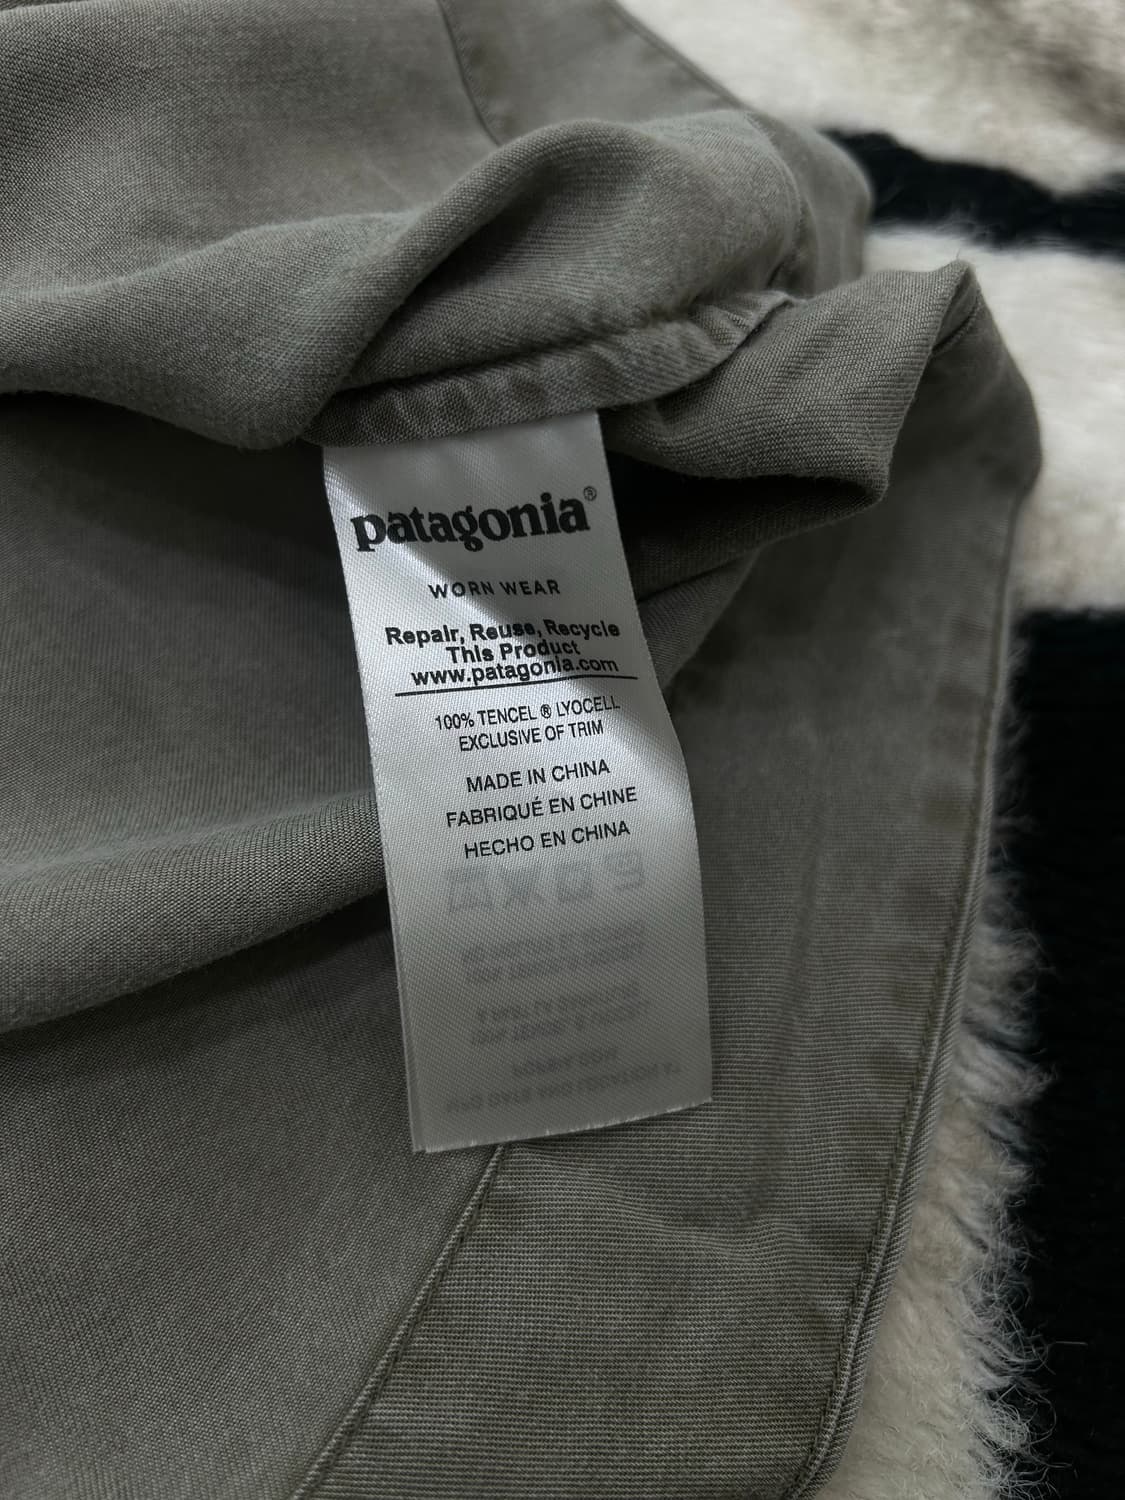 patagonia®
WORN WEAR
Repair, Reuse, Recycle
This Product
www.patagonia.com
100% TENCEL ® LYOCELL
EXCLUSIVE OF TRIM
MADE IN CHINA
FABRIQUÉ EN CHINE
HECHO EN CHINA